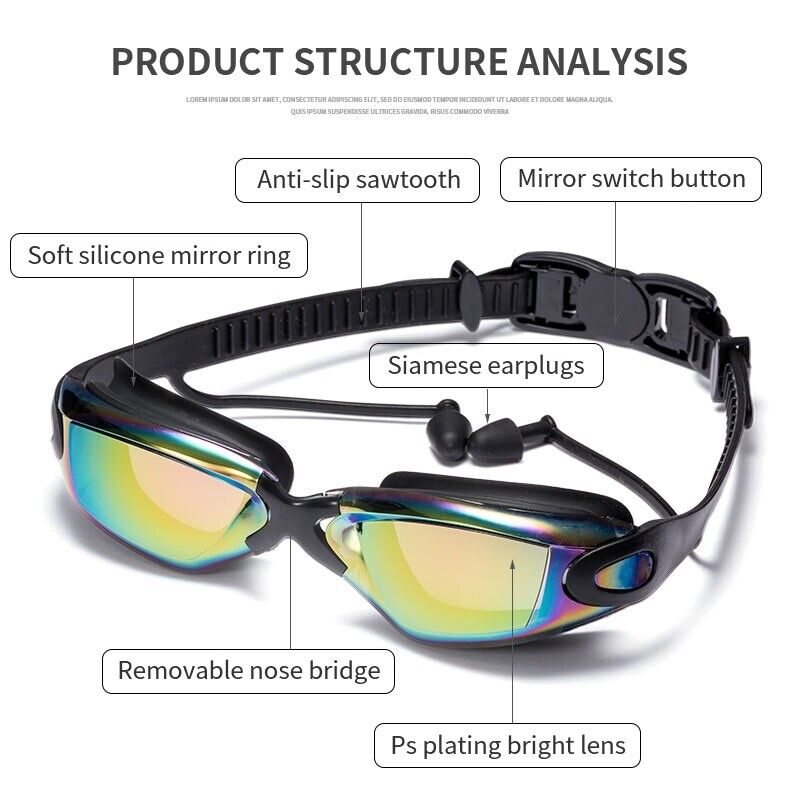 PRODUCT STRUCTURE ANALYSIS
LOREM IPSUM DOLOR SIT AMET, CONSECTETUR ADIPISCING ELIT, SED DO EIUSMOD TEMPOR INCIDIDUNT UT LABORE ET DOLORE MAGNA ALIQUA.
QUIS IPSUM SUSPENDISSE ULTRICES GRAVIDA. RISUS COMMODO VIVERRA
Anti-slip sawtooth
Mirror switch button
Soft silicone mirror ring
Siamese earplugs
Removable nose bridge
Ps plating bright lens